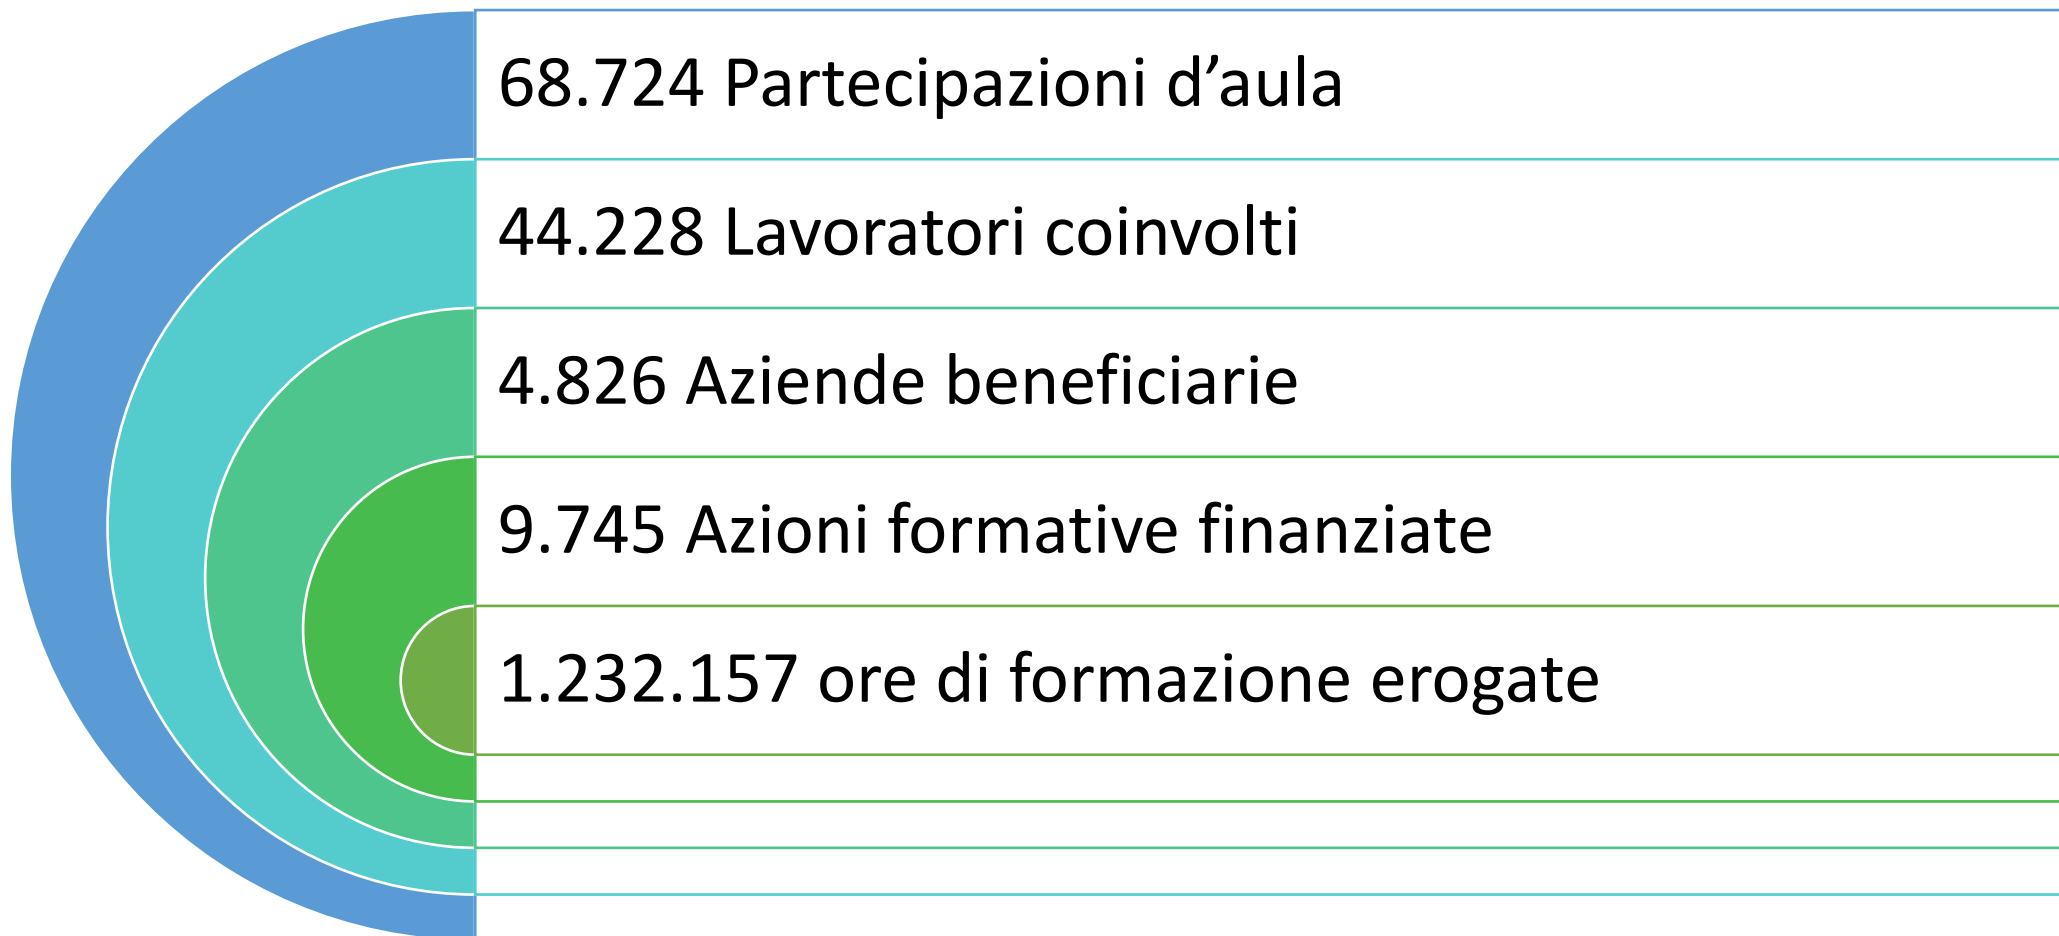 68.724 Partecipazioni d’aula
44.228 Lavoratori coinvolti
4.826 Aziende beneficiarie
9.745 Azioni formative finanziate
1.232.157 ore di formazione erogate